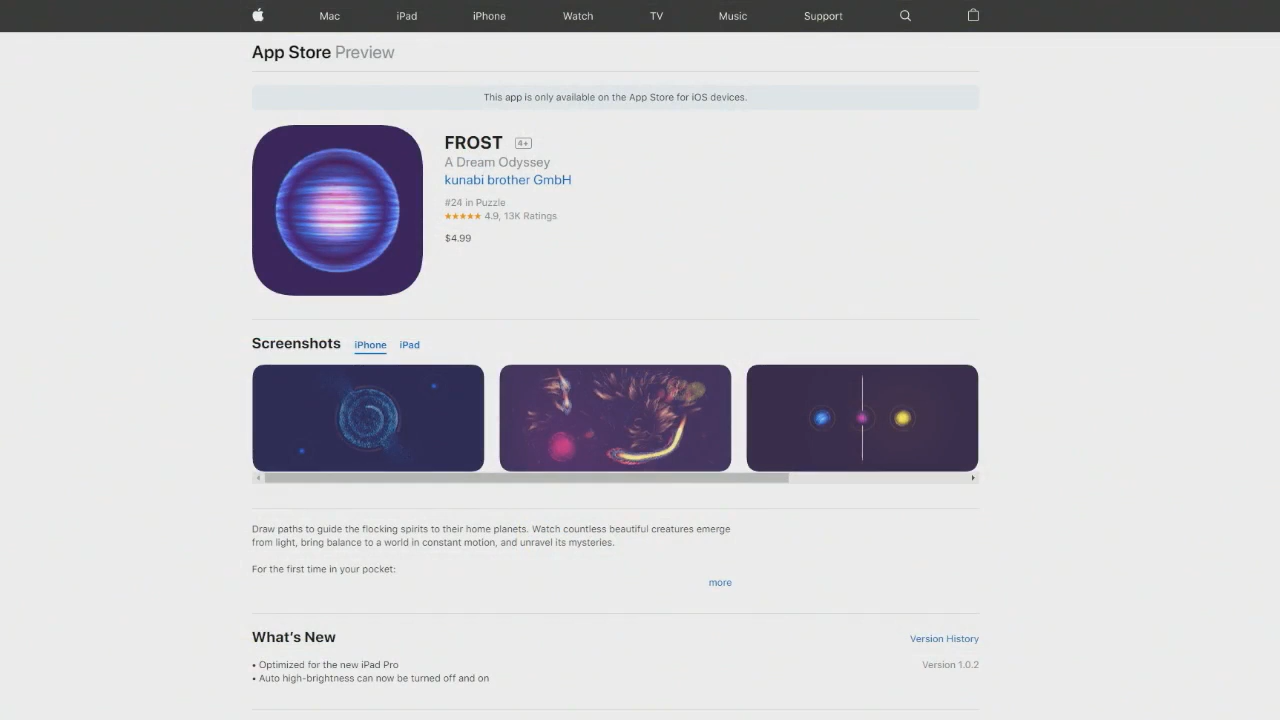 Mac iPad iPhone Watch TV Music Support
App Store Preview
This app is only available on the App Store for iOS devices.
FROST 4+
A Dream Odyssey
kunabi brother GmbH
#24 in Puzzle
★★★★★ 4.9, 13K Ratings
$4.99
Screenshots iPhone iPad
Draw paths to guide the flocking spirits to their home planets. Watch countless beautiful creatures emerge
from light, bring balance to a world in constant motion, and unravel its mysteries.
For the first time in your pocket:
more
What's New Version History
• Optimized for the new iPad Pro Version 1.0.2
• Auto high-brightness can now be turned off and on